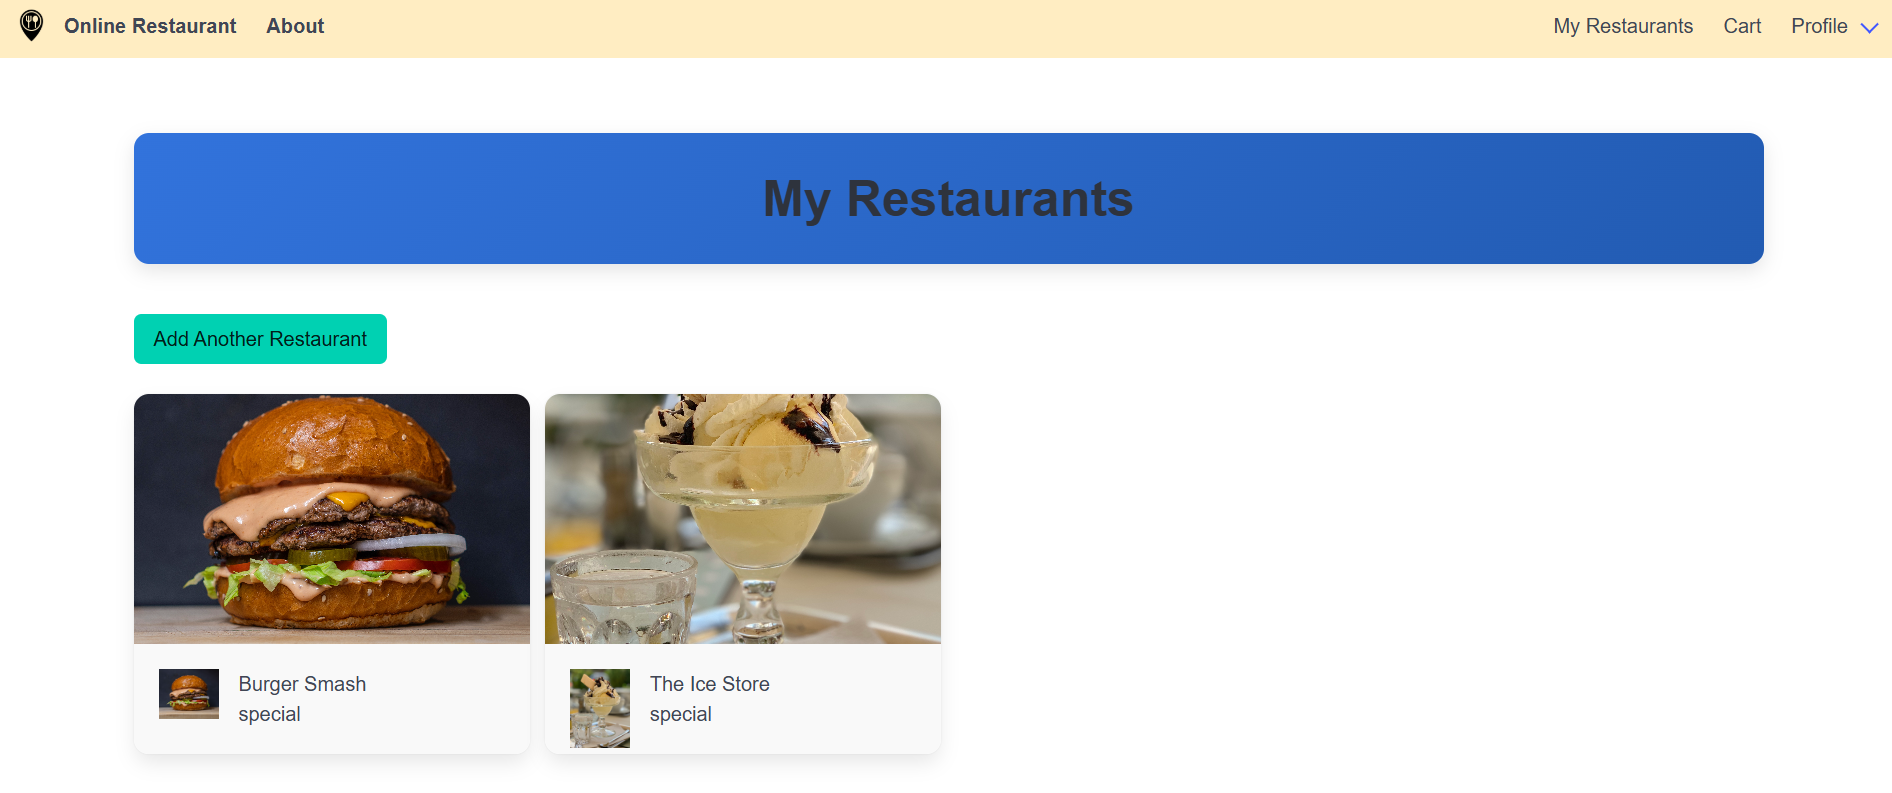 Online Restaurant About My Restaurants Cart Profile
My Restaurants
Add Another Restaurant
Burger Smash
special
The Ice Store
special